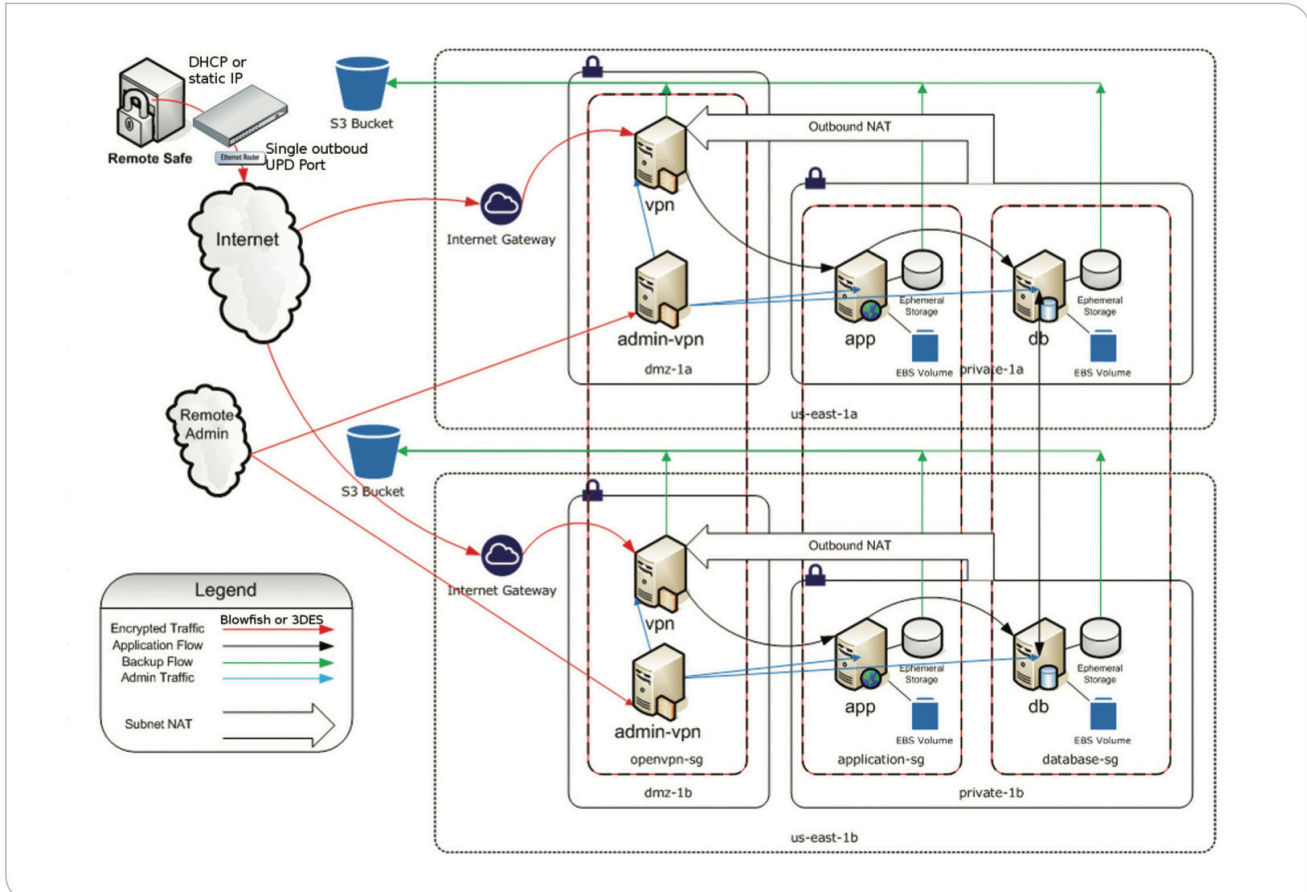 DHCP or
static IP
Remote Safe
Ethernet Router
Single outboud
UPD Port
S3 Bucket
Internet
Internet Gateway
vpn
Outbound NAT
admin-vpn
dmz-1a
app
Ephemeral
Storage
EBS Volume
db
Ephemeral
Storage
EBS Volume
private-1a
us-east-1a
Remote
Admin
S3 Bucket
Internet Gateway
vpn
Outbound NAT
admin-vpn
openvpn-sg
dmz-1b
app
Ephemeral
Storage
EBS Volume
application-sg
db
Ephemeral
Storage
EBS Volume
database-sg
private-1b
us-east-1b
Legend
Encrypted Traffic
Blowfish or 3DES
Application Flow
Backup Flow
Admin Traffic
Subnet NAT